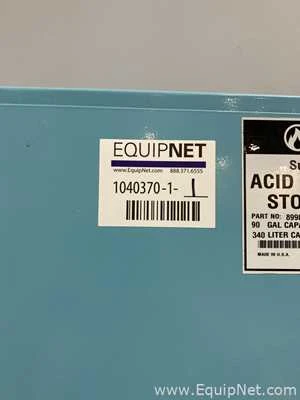 EQUIPNET
www.EquipNet.com 888.371.6555
1040370-1-1
ACID
STO
PART NO:
90 GAL CAPA
340 LITER CA
MADE IN U.S.A.
www.EquipNet.com